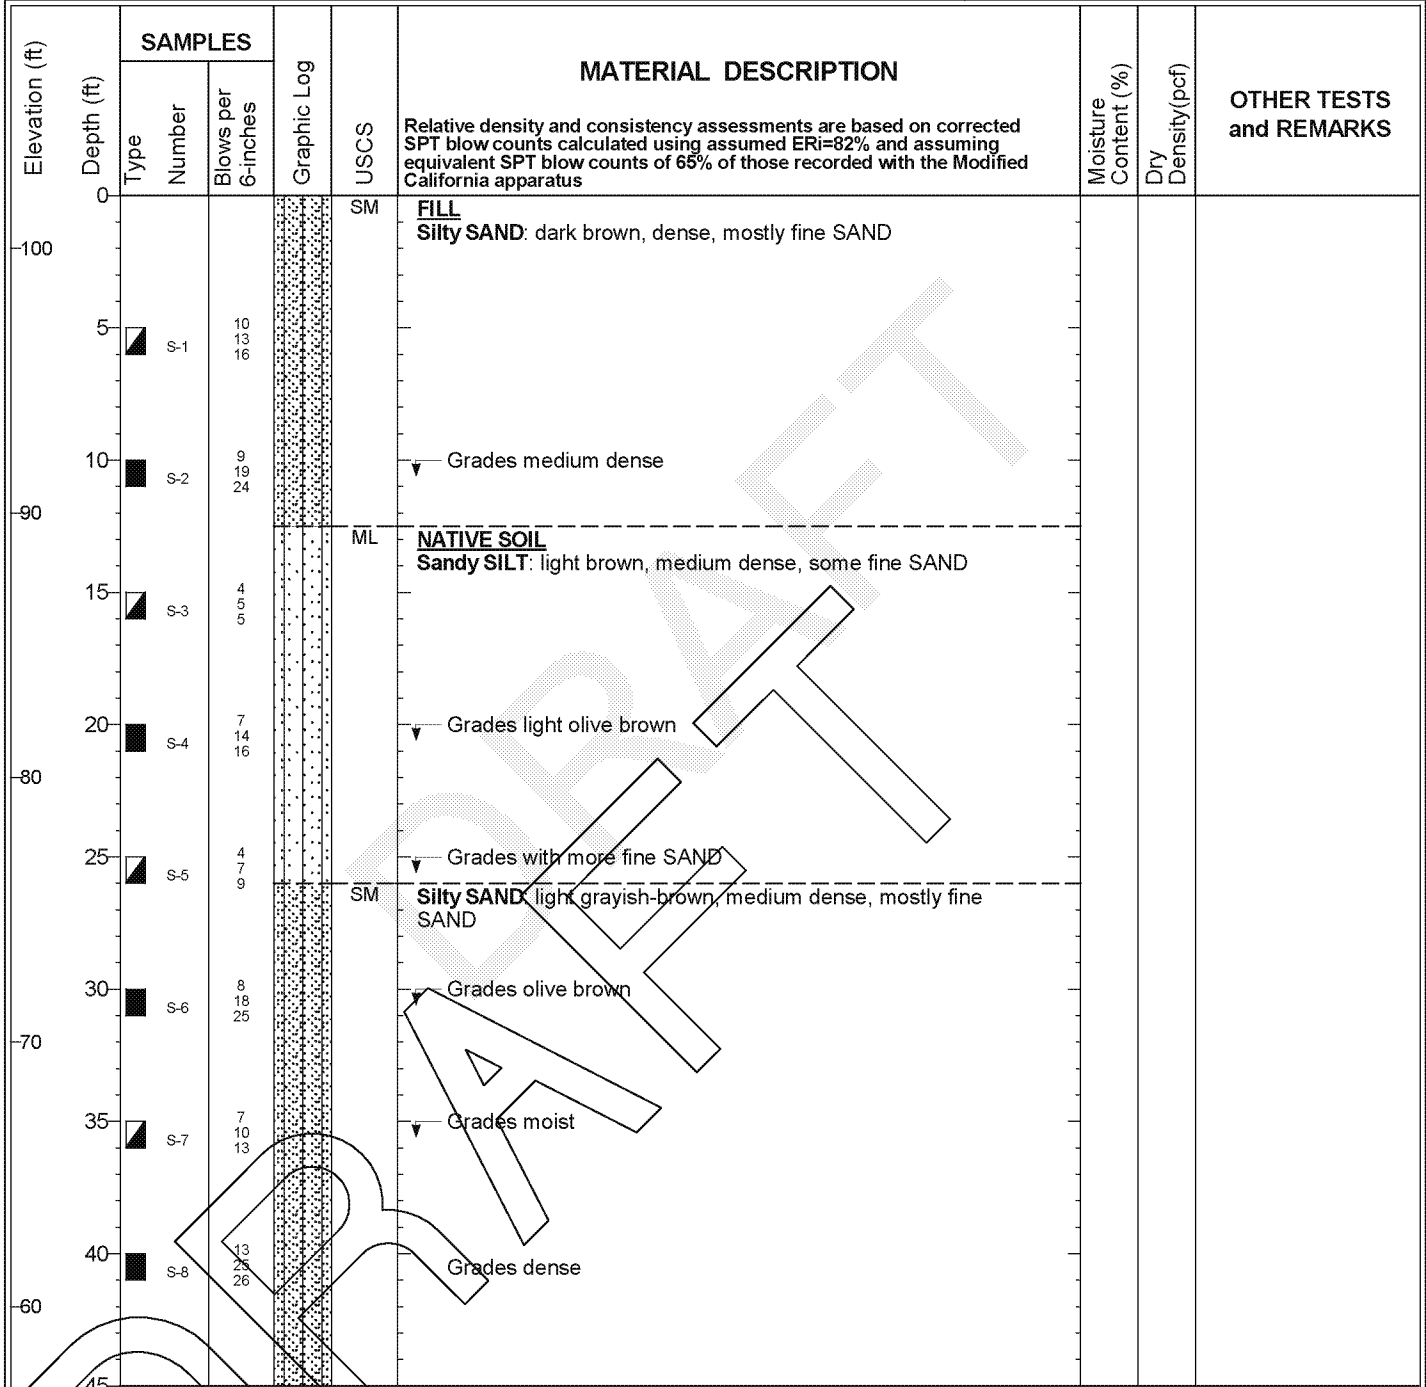 SAMPLES
Elevation (ft)
Depth (ft)
Type
Number
Blows per
6-inches
Graphic Log
USCS
MATERIAL DESCRIPTION
Relative density and consistency assessments are based on corrected
SPT blow counts calculated using assumed ERi=82% and assuming
equivalent SPT blow counts of 65% of those recorded with the Modified
California apparatus
Moisture
Content (%)
Dry
Density(pcf)
OTHER TESTS
and REMARKS
0
SM
FILL
Silty SAND: dark brown, dense, mostly fine SAND
100
5
S-1
10
13
16
10
S-2
9
19
24
Grades medium dense
90
ML
NATIVE SOIL
Sandy SILT: light brown, medium dense, some fine SAND
15
S-3
4
5
5
20
S-4
7
14
16
Grades light olive brown
80
25
S-5
4
7
9
Grades with more fine SAND
SM
Silty SAND: light grayish-brown, medium dense, mostly fine
SAND
30
S-6
8
18
25
Grades olive brown
70
35
S-7
7
10
13
Grades moist
40
S-8
13
25
26
Grades dense
60
45
DRAFT
DRAFT